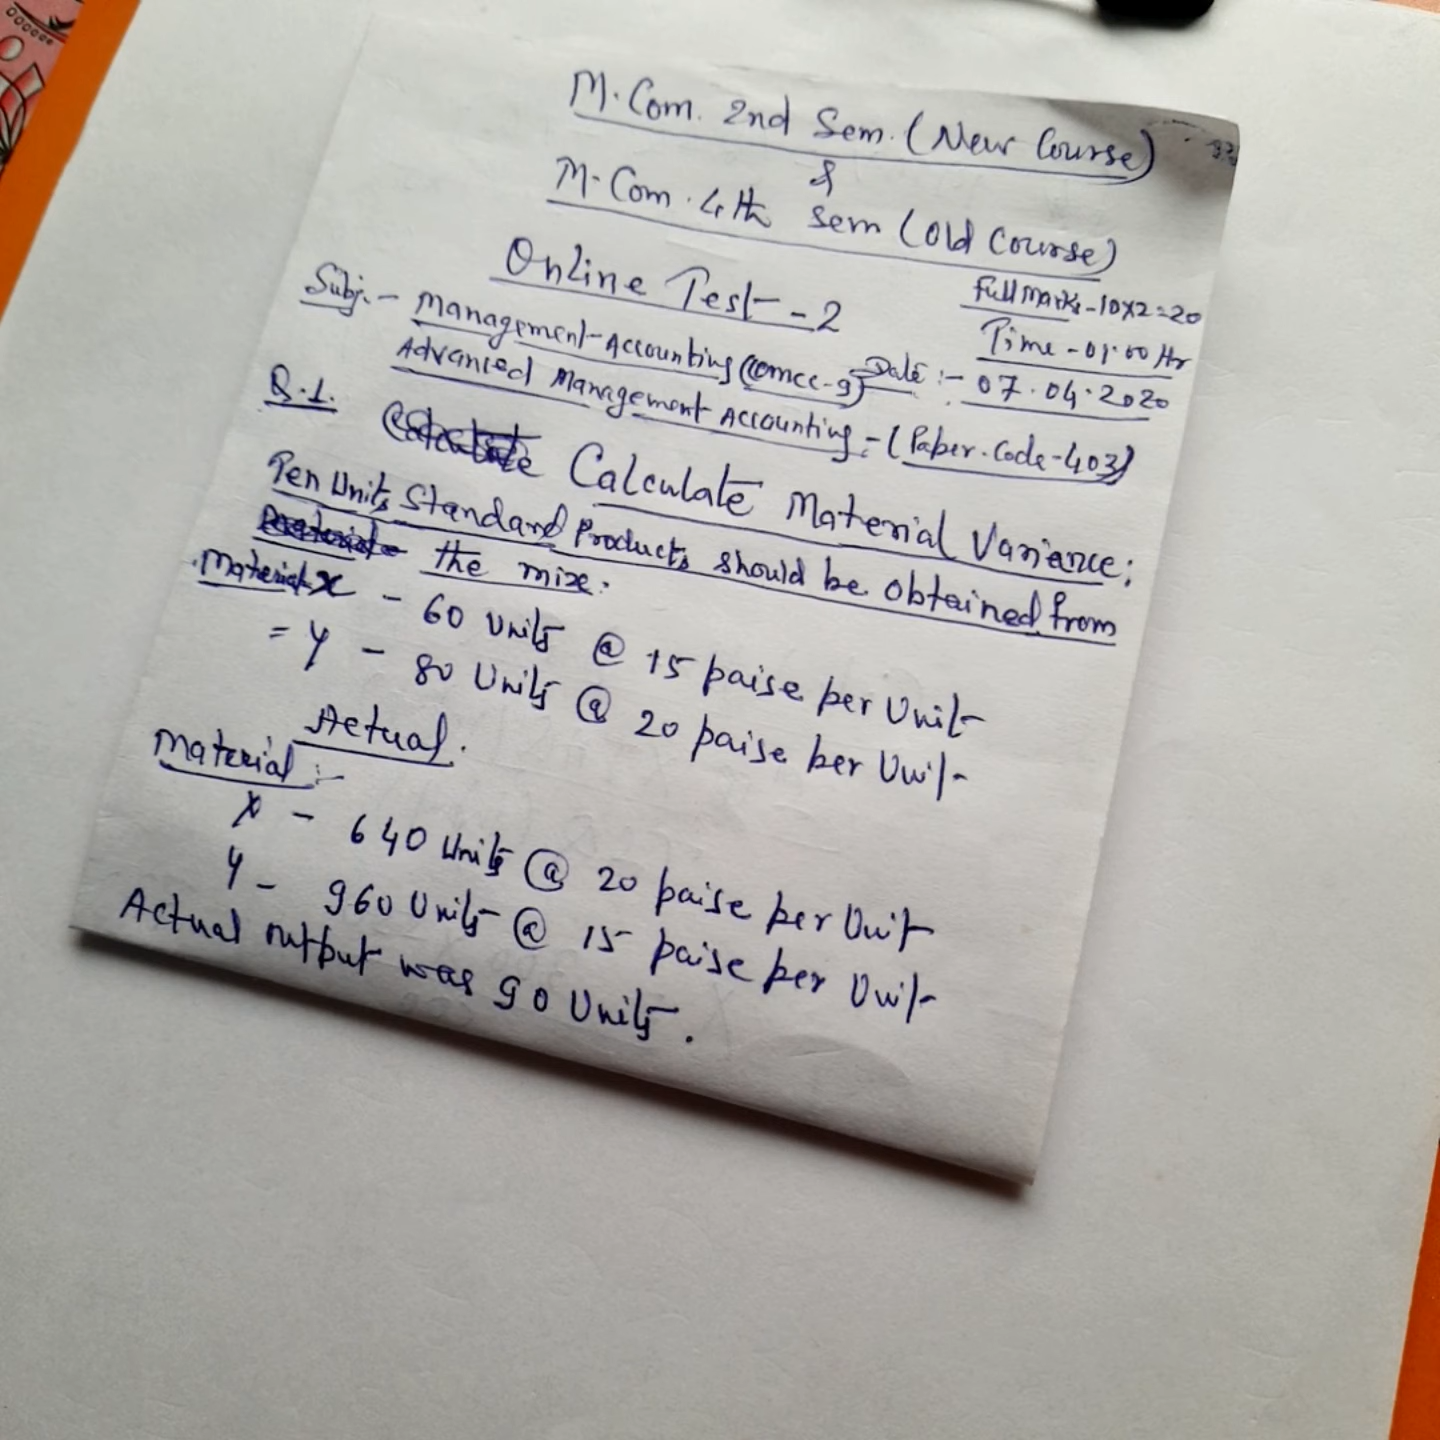 M.Com. 2nd Sem. (New Course)
&
M.Com. 4th Sem (Old Course)
Online Test - 2
Full Marks - 10x2=20
Time - 01.00 Hr
Subj. - Management Accounting (COMCC-9) Date :- 07.04.2020
Advanced Management Accounting - (Paper Code-403)
Q.1. Calculate Material Variance;
Ten Units Standard Products should be obtained from
the mix.
Material X - 60 Units @ 15 paise per Unit
= Y - 80 Units @ 20 paise per Unit
Actual.
Material :-
X - 640 Units @ 20 paise per Unit
Y - 960 Units @ 15 paise per Unit
Actual output was 90 Units.